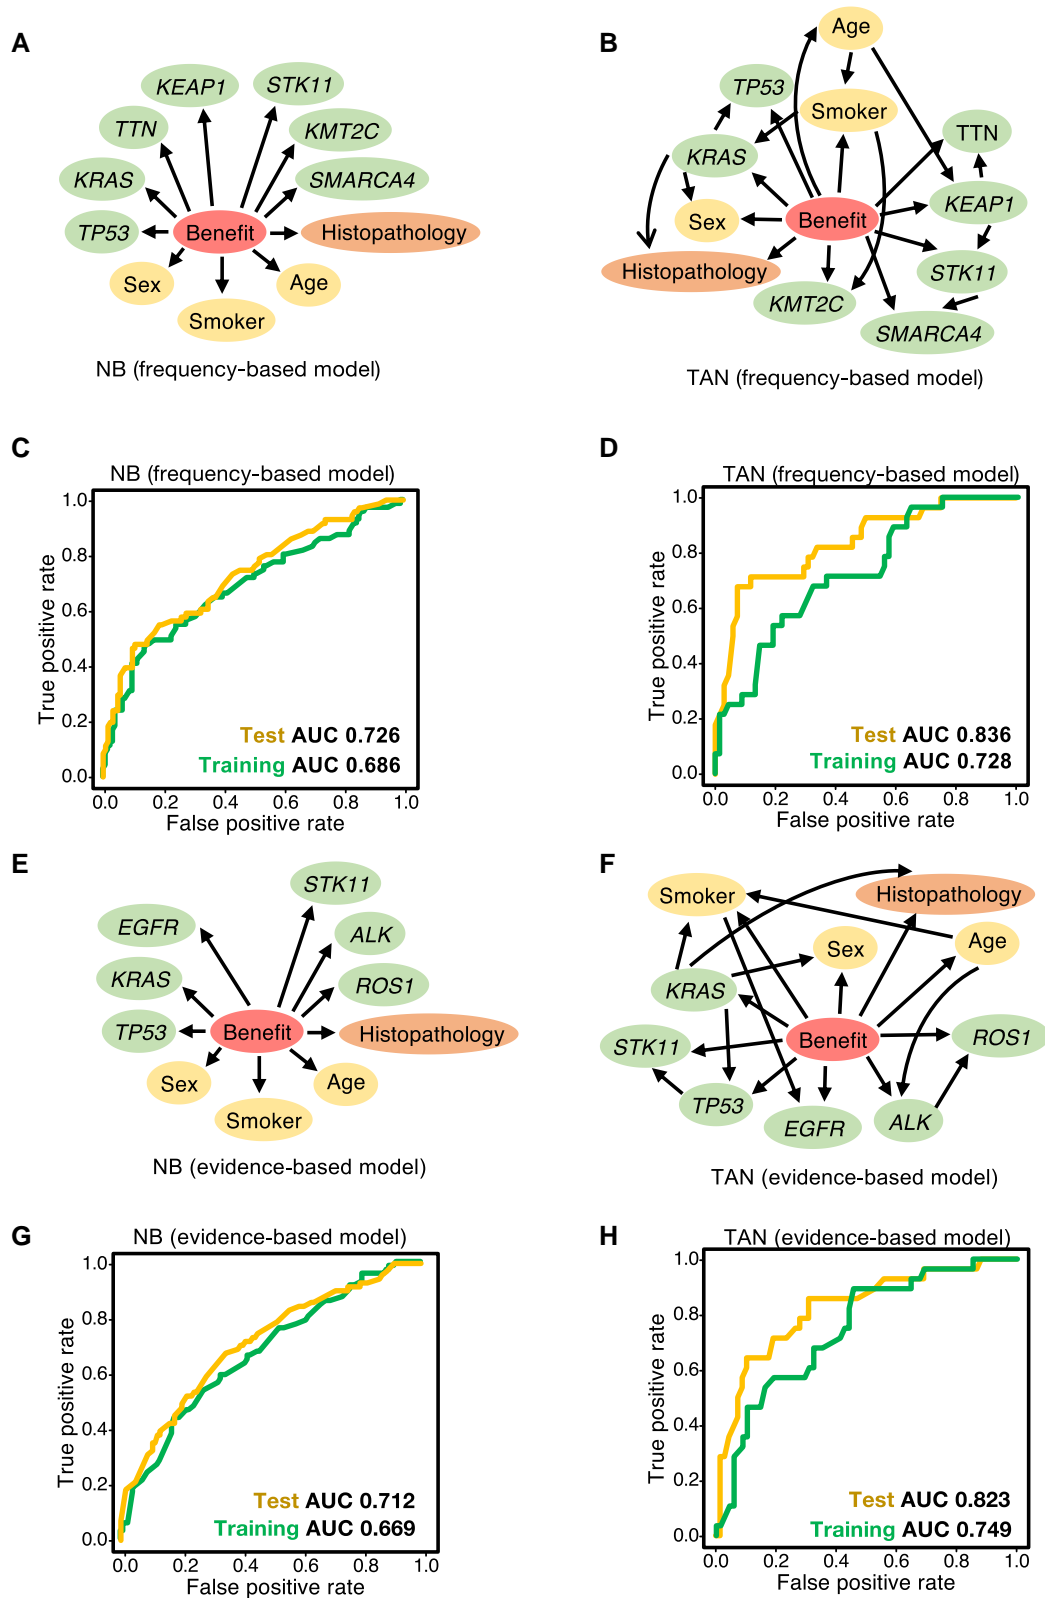 A
KEAP1
STK11
TTN
KMT2C
KRAS
SMARCA4
TP53
Benefit
Histopathology
Sex
Age
Smoker
NB (frequency-based model)
B
Age
TP53
Smoker
TTN
KRAS
KEAP1
Sex
Benefit
Histopathology
STK11
KMT2C
SMARCA4
TAN (frequency-based model)
C
NB (frequency-based model)
True positive rate
1.0
0.8
0.6
0.4
0.2
0.0
Test AUC 0.726
Training AUC 0.686
0.0 0.2 0.4 0.6 0.8 1.0
False positive rate
D
TAN (frequency-based model)
True positive rate
1.0
0.8
0.6
0.4
0.2
0.0
Test AUC 0.836
Training AUC 0.728
0.0 0.2 0.4 0.6 0.8 1.0
False positive rate
E
STK11
EGFR
ALK
KRAS
ROS1
TP53
Benefit
Histopathology
Sex
Age
Smoker
NB (evidence-based model)
F
Smoker
Histopathology
Sex
Age
KRAS
STK11
Benefit
ROS1
TP53
EGFR
ALK
TAN (evidence-based model)
G
NB (evidence-based model)
True positive rate
1.0
0.8
0.6
0.4
0.2
0.0
Test AUC 0.712
Training AUC 0.669
0.0 0.2 0.4 0.6 0.8 1.0
False positive rate
H
TAN (evidence-based model)
True positive rate
1.0
0.8
0.6
0.4
0.2
0.0
Test AUC 0.823
Training AUC 0.749
0.0 0.2 0.4 0.6 0.8 1.0
False positive rate